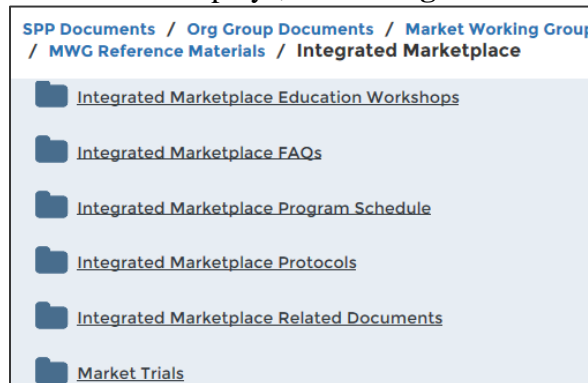 SPP Documents / Org Group Documents / Market Working Group
/ MWG Reference Materials / Integrated Marketplace
Integrated Marketplace Education Workshops
Integrated Marketplace FAQs
Integrated Marketplace Program Schedule
Integrated Marketplace Protocols
Integrated Marketplace Related Documents
Market Trials